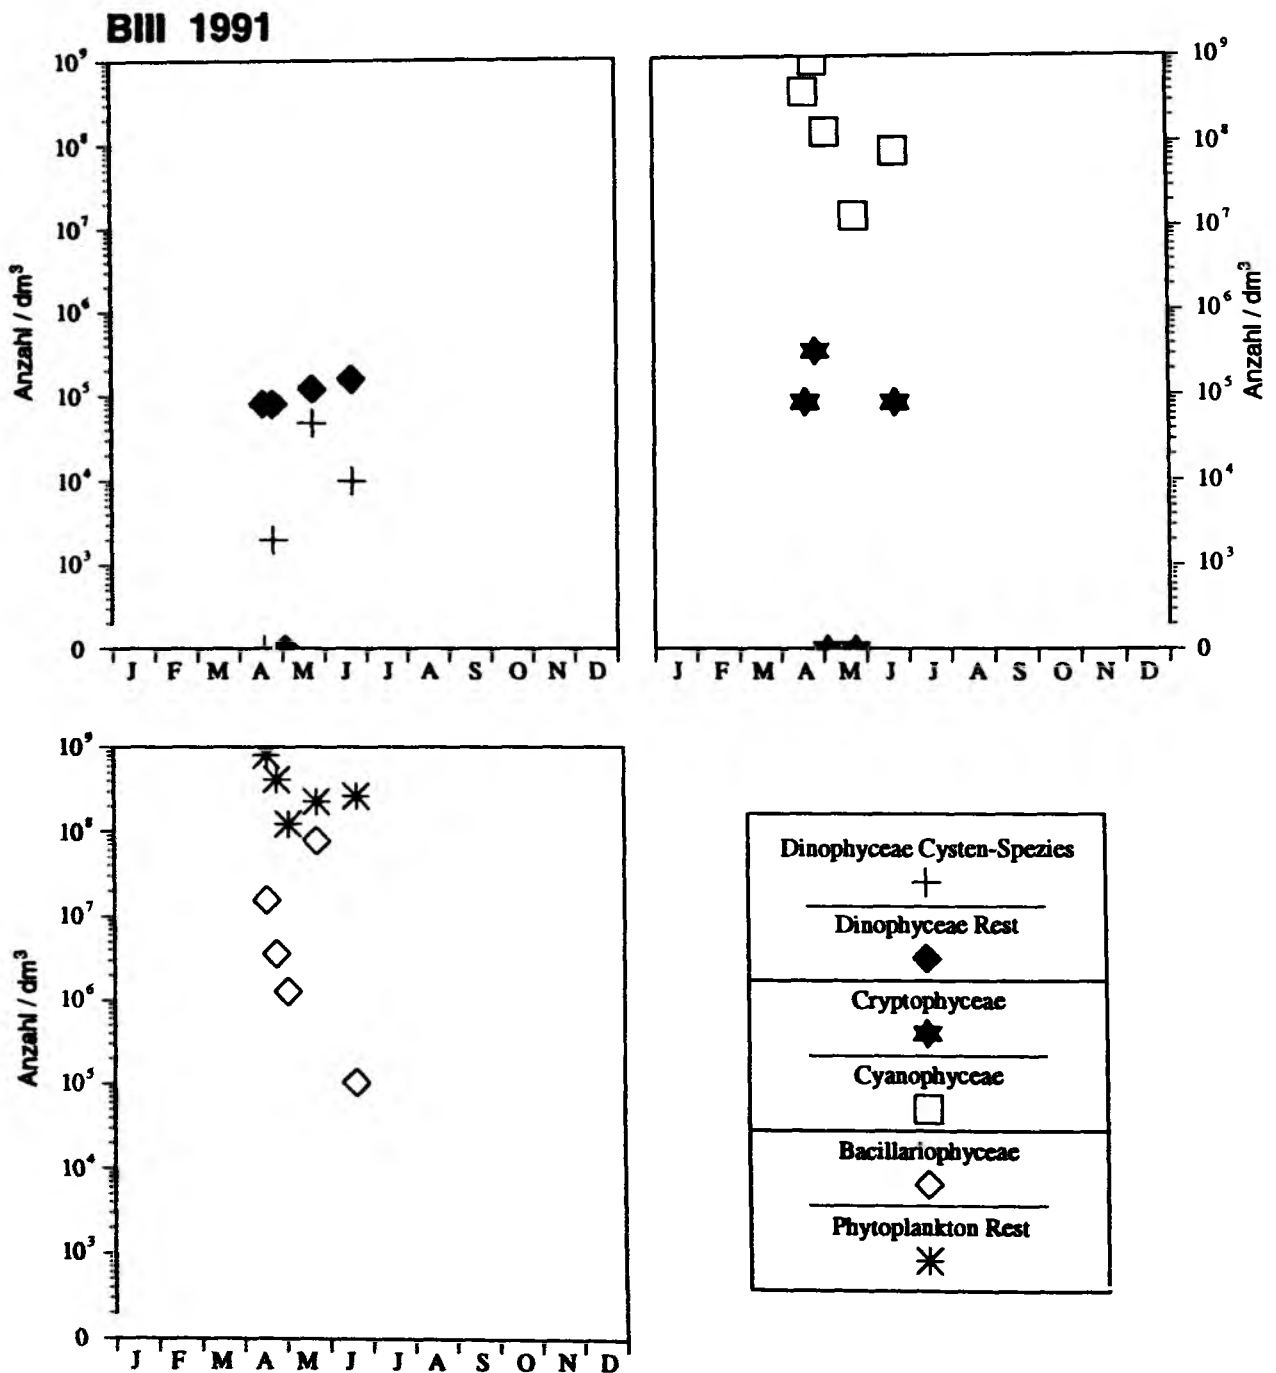 BIII 1991
10⁹
10⁸
10⁷
10⁶
10⁵
10⁴
10³
0
Anzahl / dm³
J F M A M J J A S O N D
10⁹
10⁸
10⁷
10⁶
10⁵
10⁴
10³
0
Anzahl / dm³
J F M A M J J A S O N D
10⁹
10⁸
10⁷
10⁶
10⁵
10⁴
10³
0
Anzahl / dm³
J F M A M J J A S O N D
Dinophyceae Cysten-Spezies
Dinophyceae Rest
Cryptophyceae
Cyanophyceae
Bacillariophyceae
Phytoplankton Rest